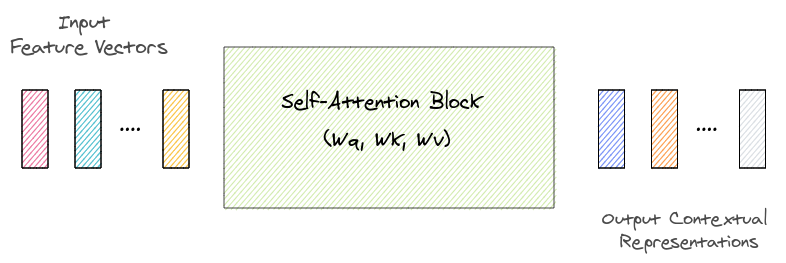 Input
Feature Vectors
....
Self-Attention Block
(Wq, Wk, Wv)
....
Output Contextual
Representations